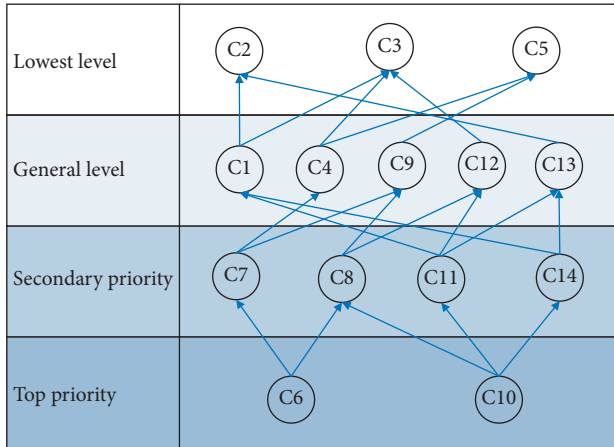 Lowest level
C2 C3 C5
General level
C1 C4 C9 C12 C13
Secondary priority
C7 C8 C11 C14
Top priority
C6 C10